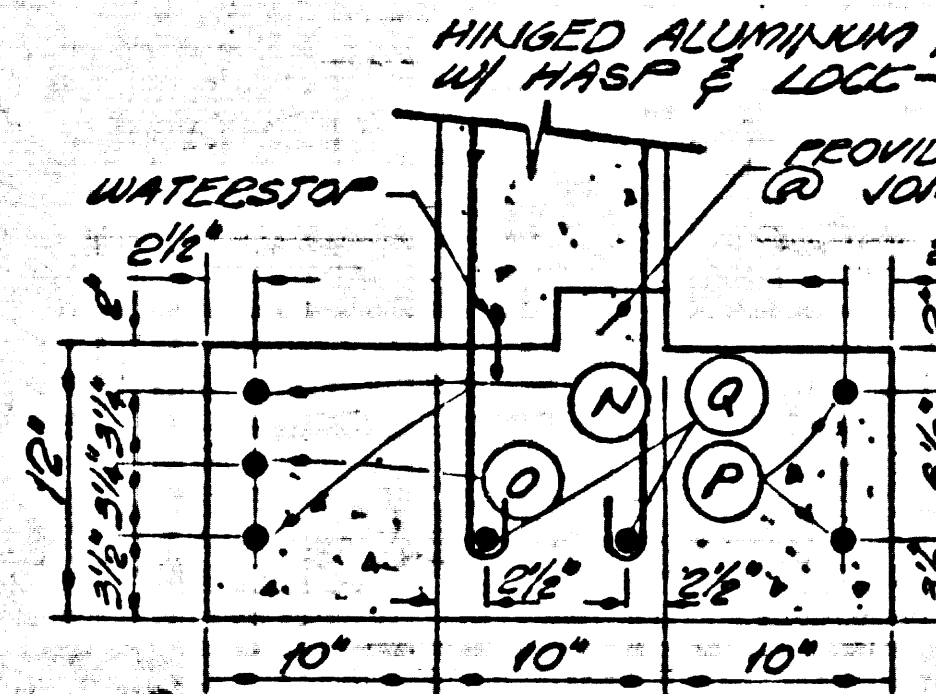 HINGED ALUMINUM
W/ HASP & LOCK
PROVID
@ JOI
WATERSTOP
2½"
12"
3½" 3¼" 3¼"
N
Q
O
P
2½"
2½"
10"
10"
10"